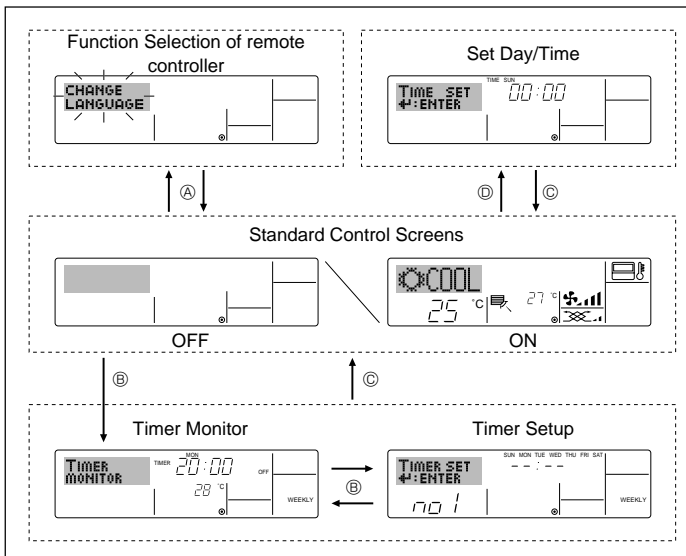 Function Selection of remote
controller
CHANGE
LANGUAGE
Set Day/Time
TIME SUN
TIME SET
↵:ENTER
00:00
Ⓐ
Ⓓ
Ⓒ
Standard Control Screens
OFF
COOL
25 °C
27 °C
ON
Ⓑ
Ⓒ
Timer Monitor
TIMER
MONITOR
MON
TIMER 20:00 OFF
28 °C
WEEKLY
Ⓑ
Timer Setup
SUN MON TUE WED THU FRI SAT
TIMER SET
↵:ENTER
--:--
no 1
WEEKLY